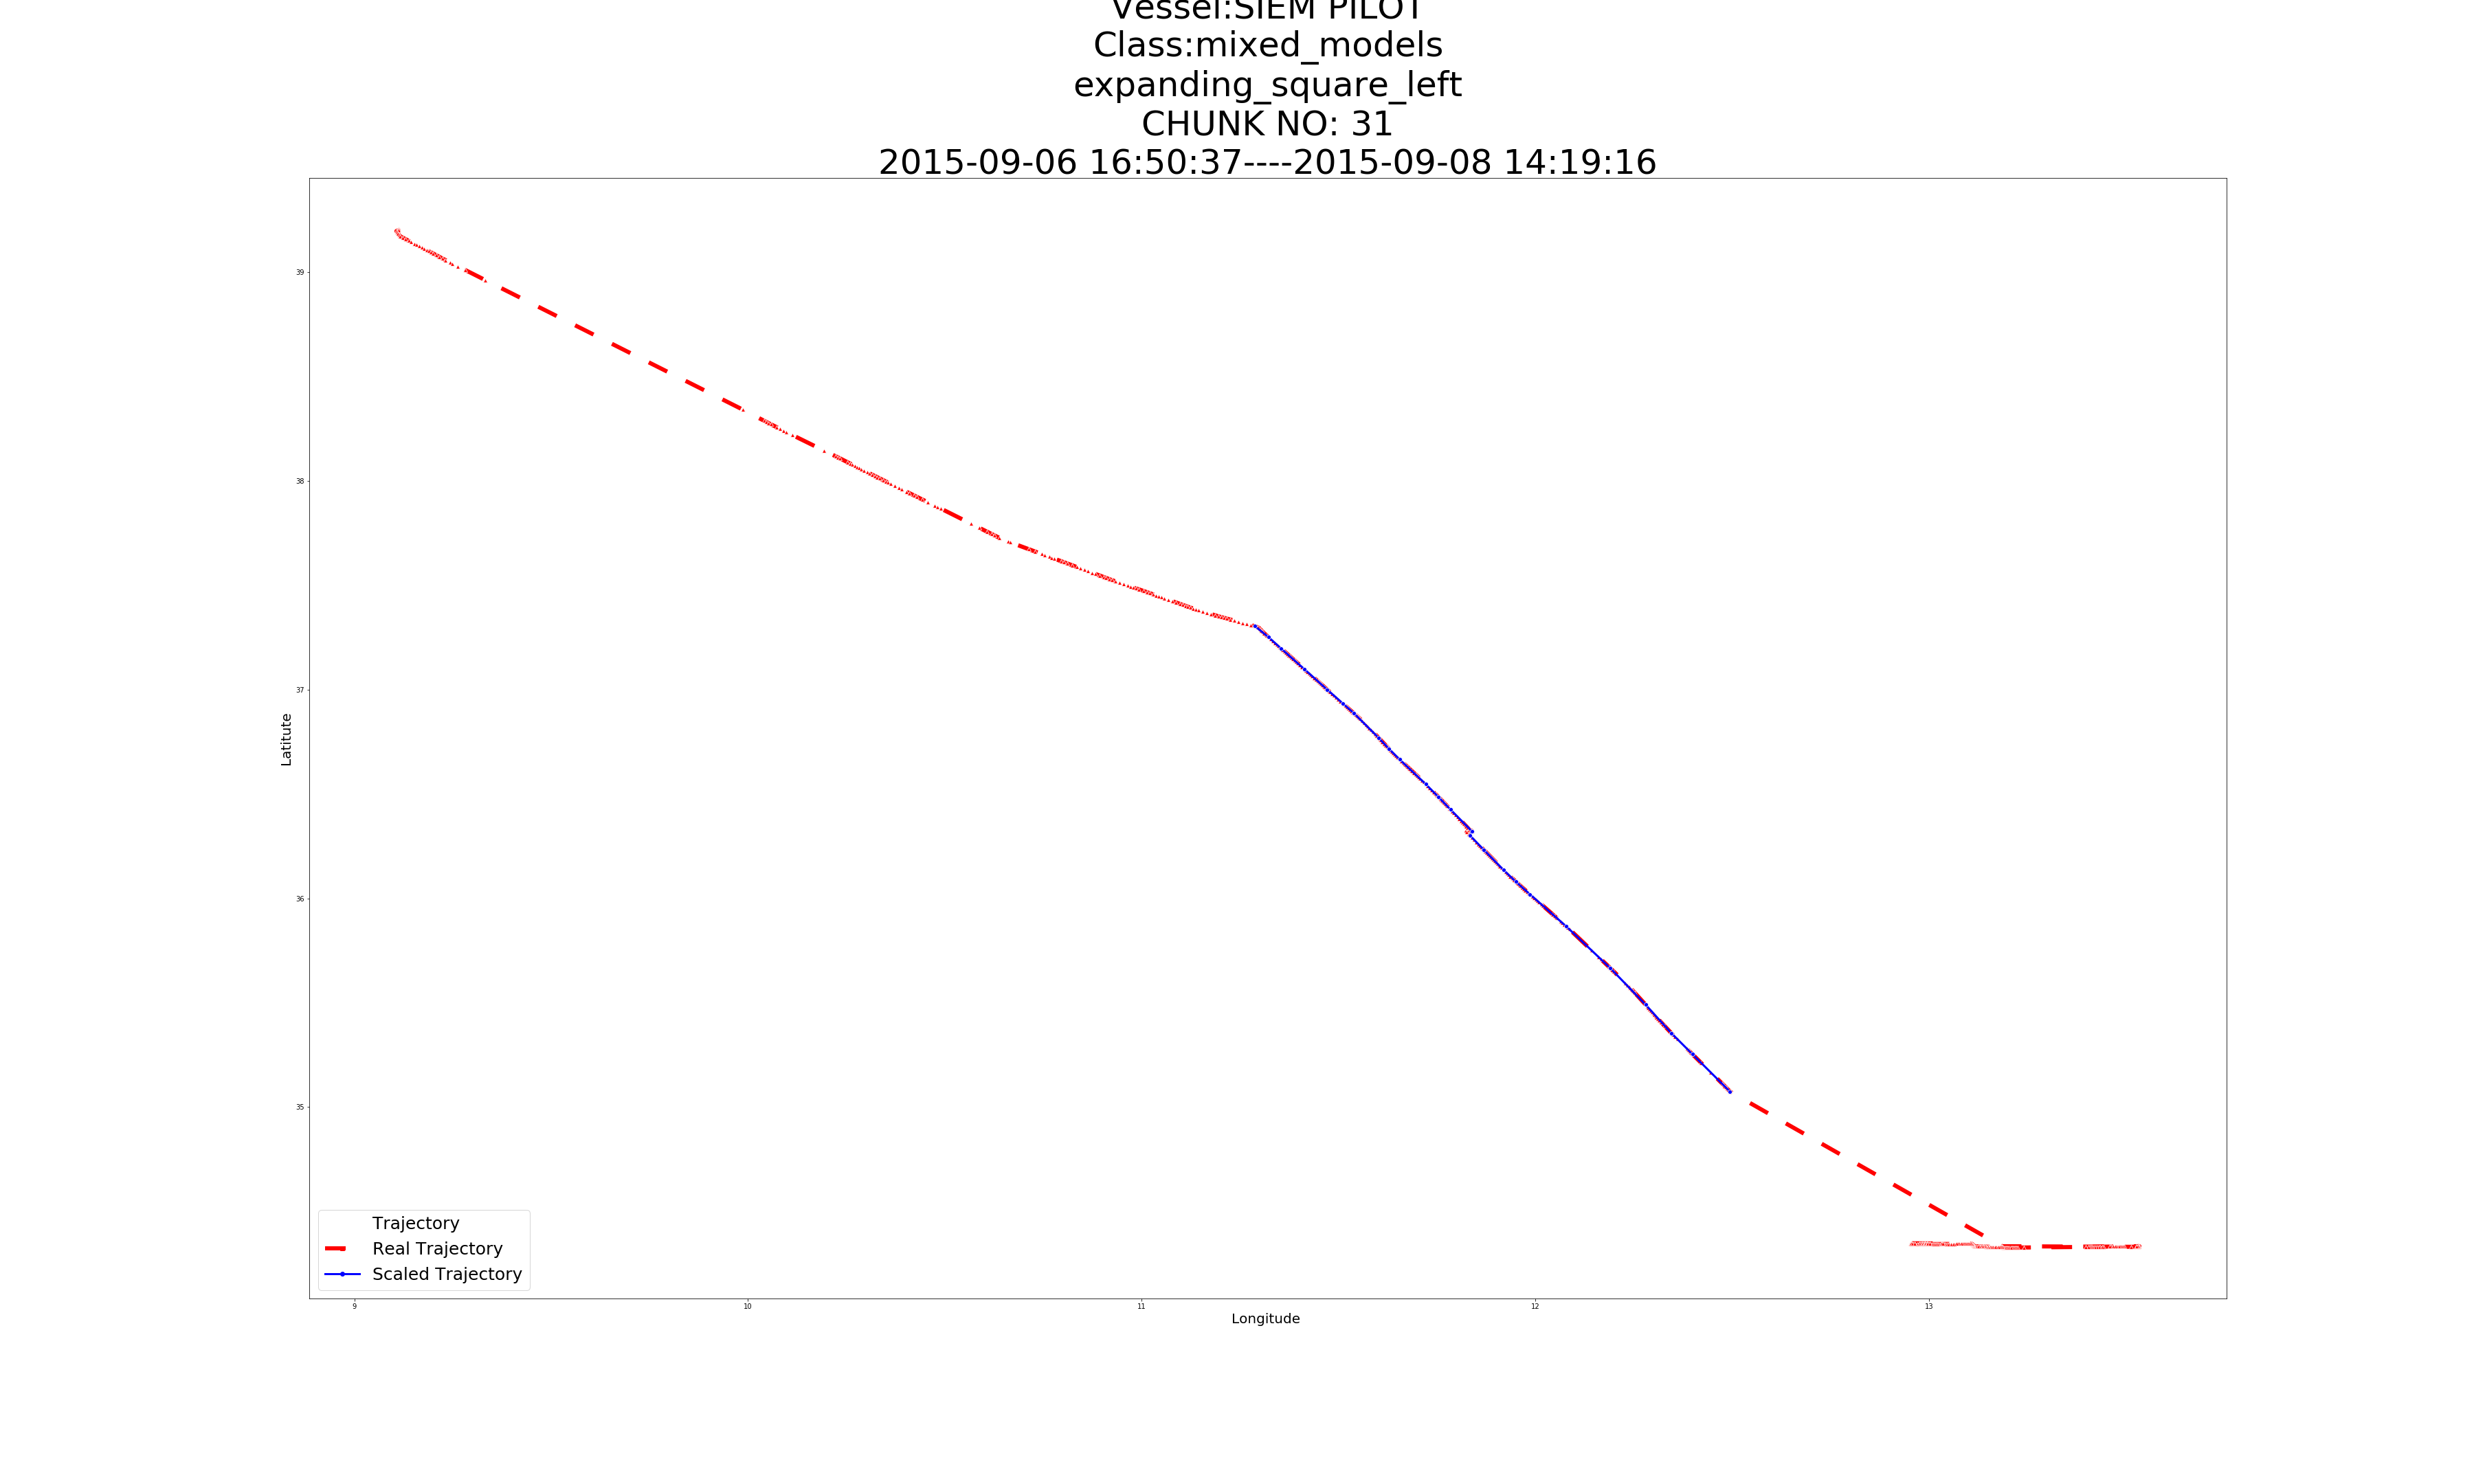 Vessel:SIEM PILOT
Class:mixed_models
expanding_square_left
CHUNK NO: 31
2015-09-06 16:50:37----2015-09-08 14:19:16
39
38
37
36
35
Latitute
Trajectory
Real Trajectory
Scaled Trajectory
9
10
11
12
13
Longitude